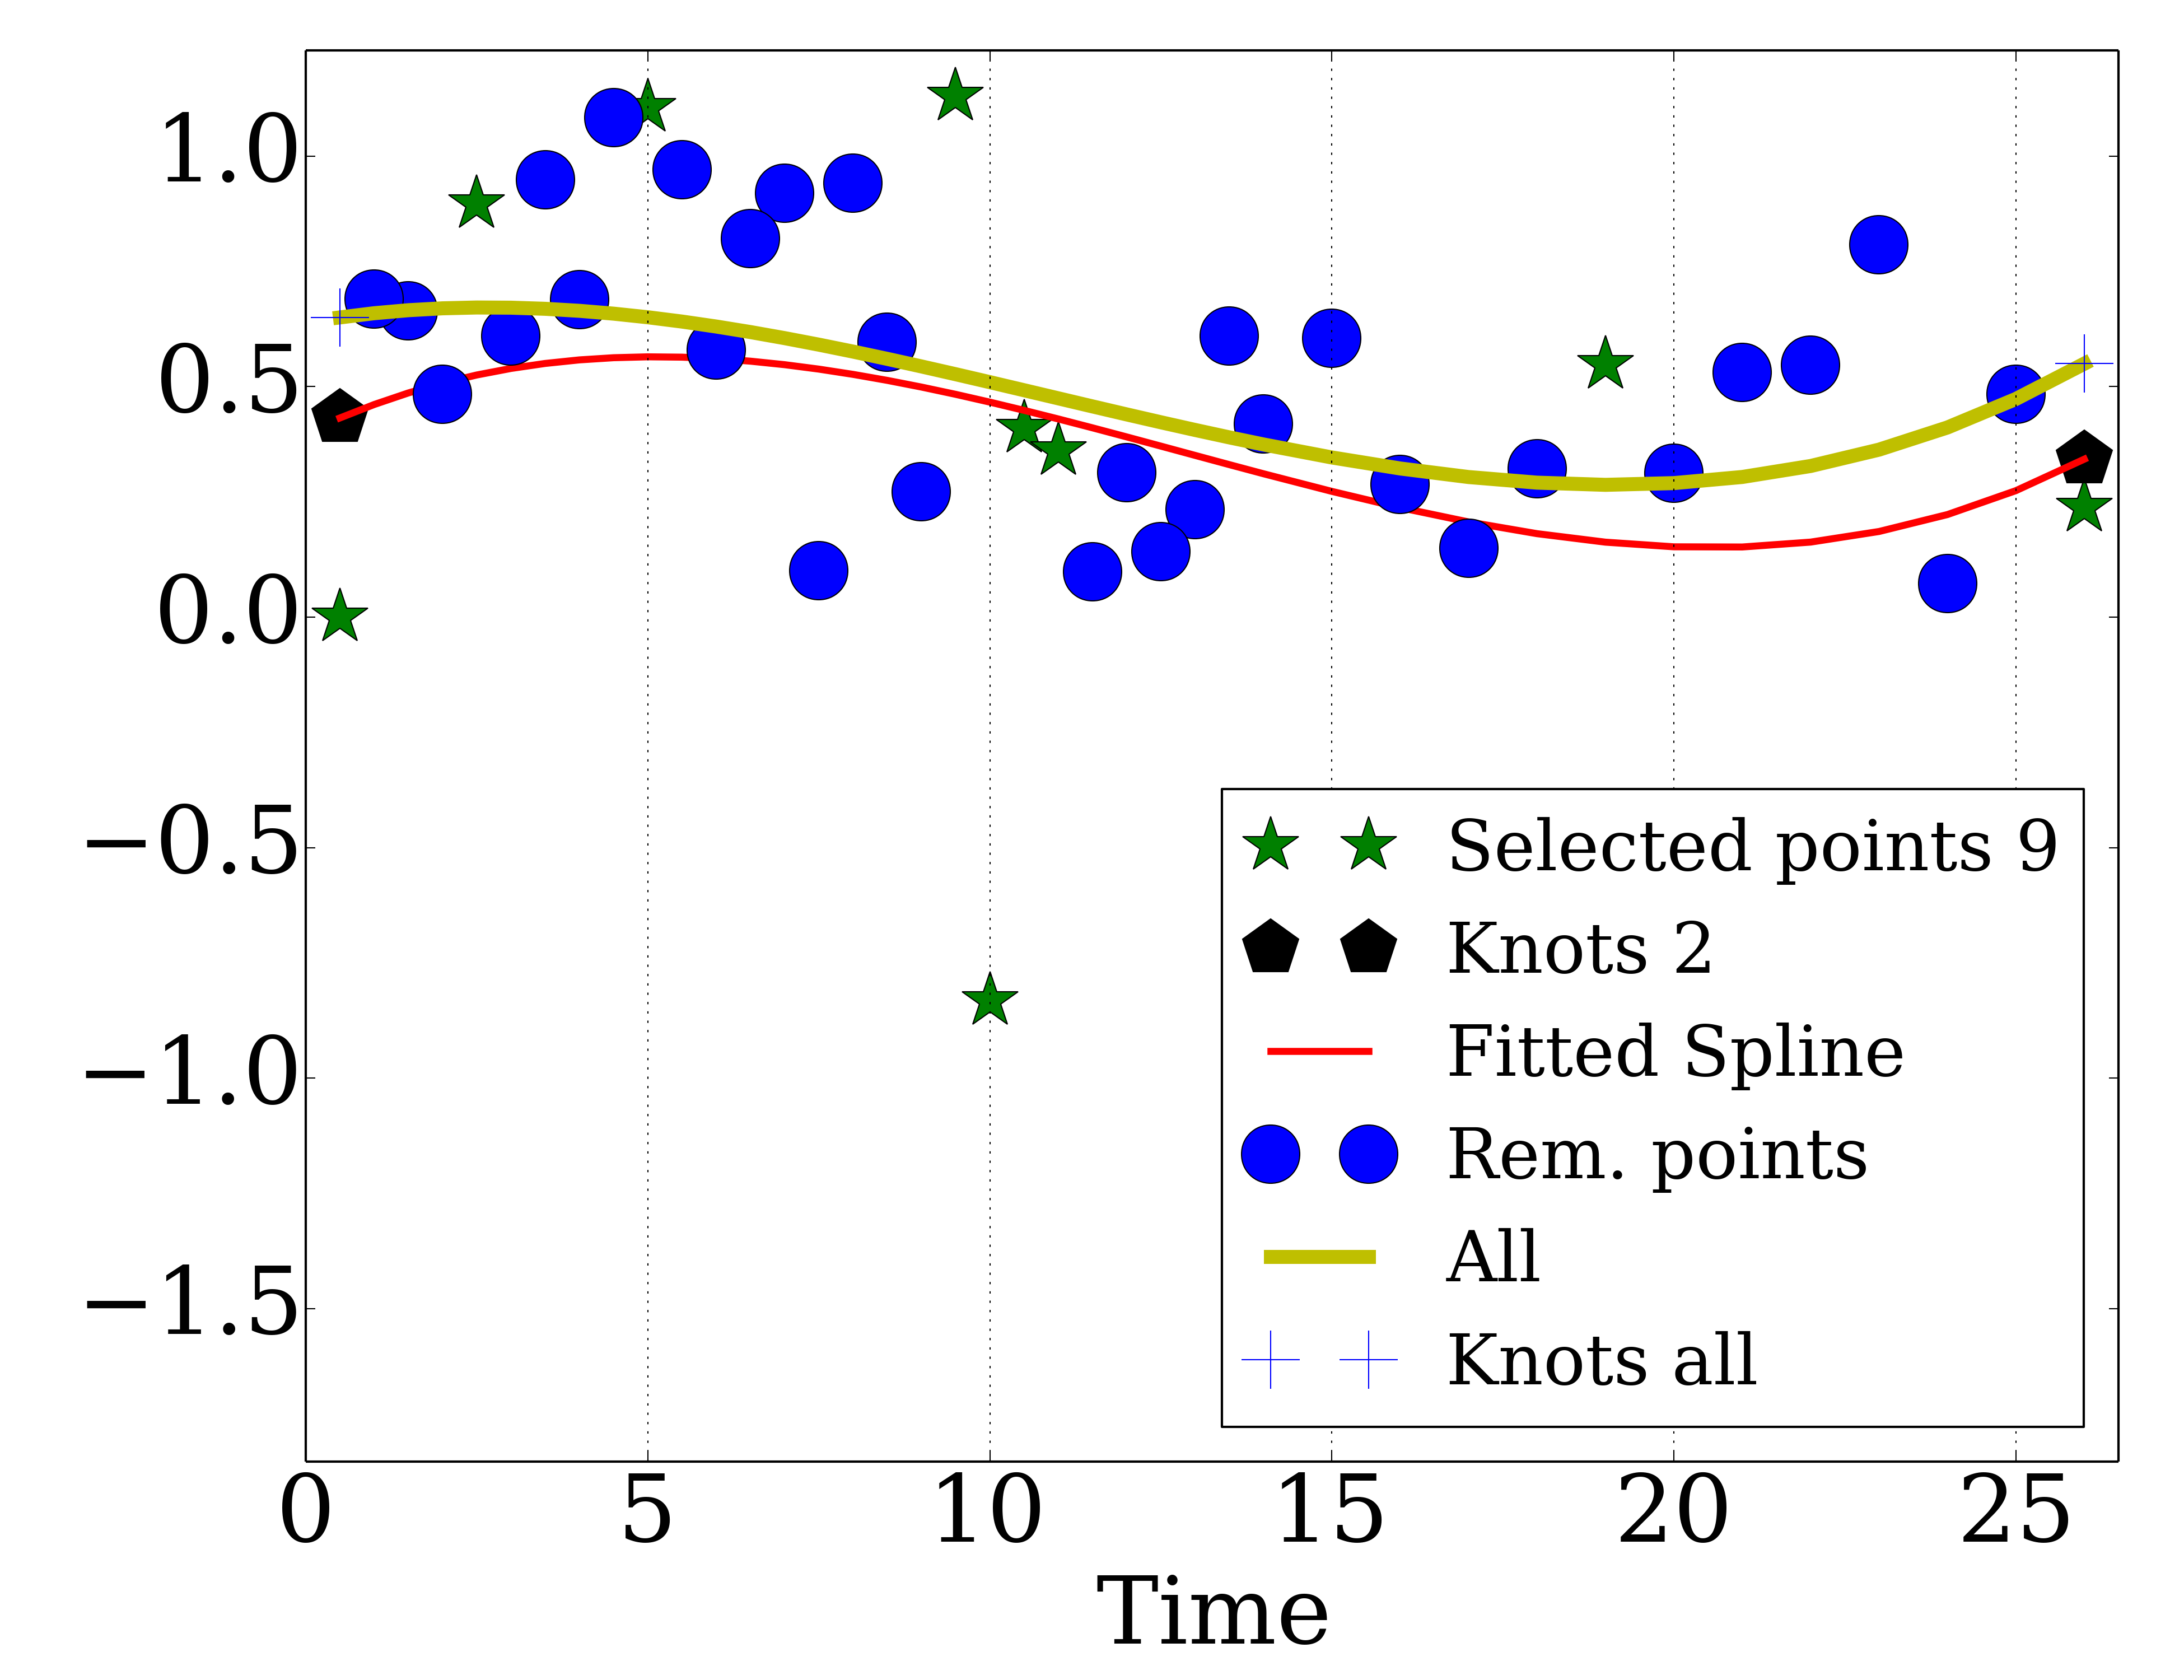 1.0
0.5
0.0
−0.5
−1.0
−1.5
Selected points 9
Knots 2
Fitted Spline
Rem. points
All
Knots all
0 5 10 15 20 25
Time